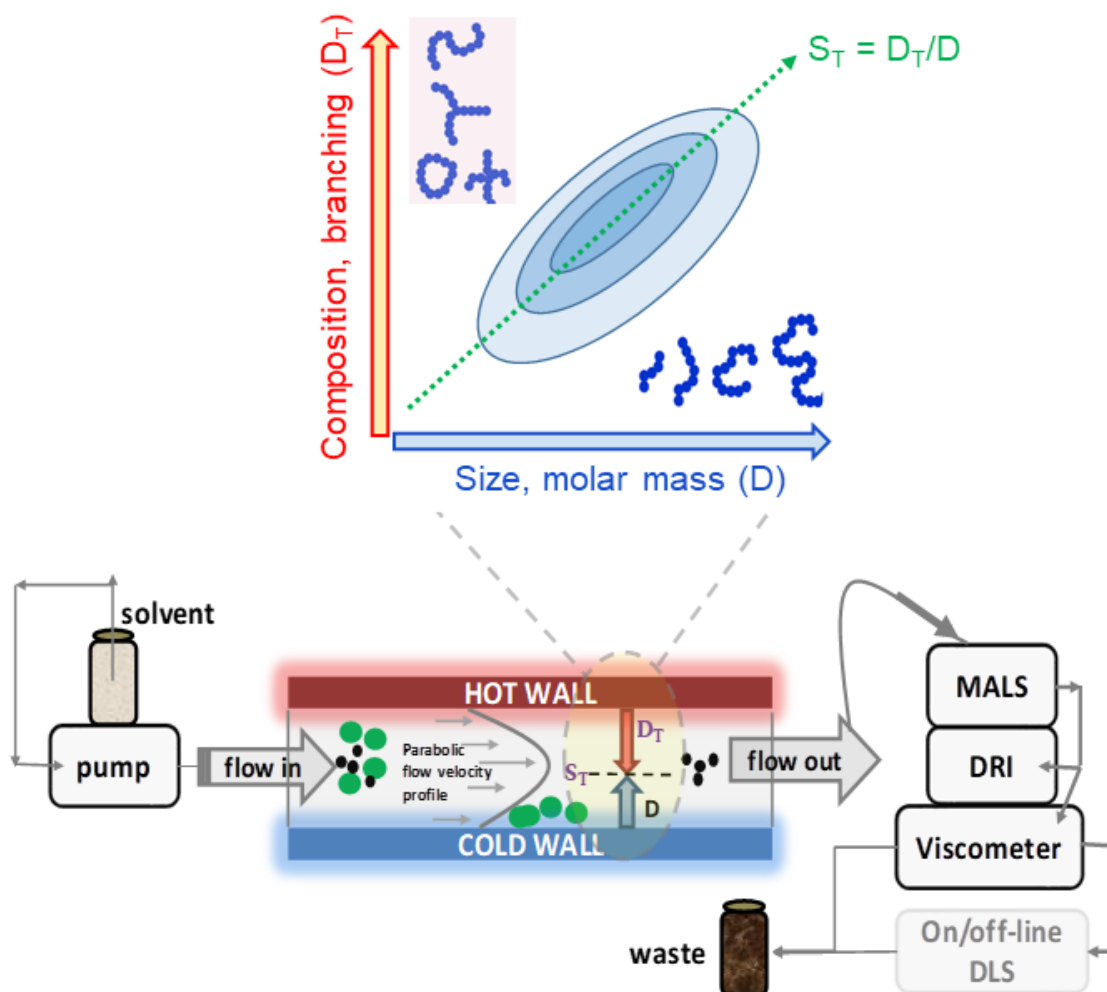 Composition, branching (D_T)
S_T = D_T/D
Size, molar mass (D)
solvent
pump
flow in
HOT WALL
Parabolic
flow velocity
profile
D_T
S_T
D
COLD WALL
flow out
MALS
DRI
Viscometer
On/off-line
DLS
waste